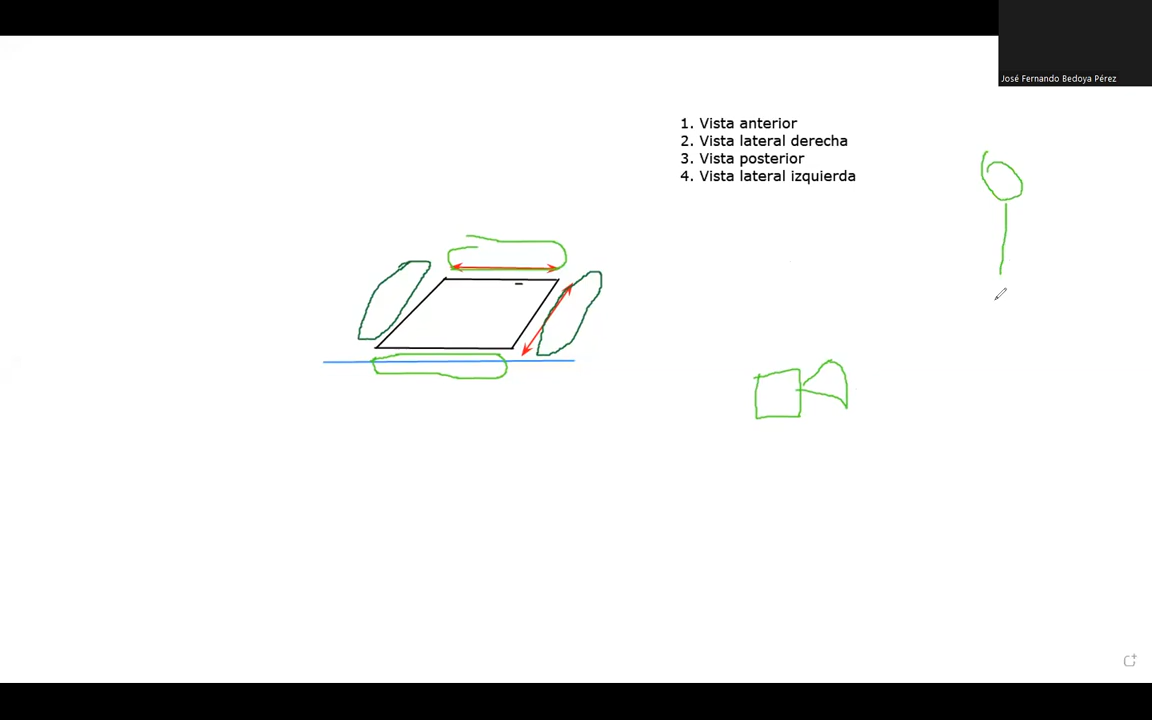 José Fernando Bedoya Pérez
1. Vista anterior
2. Vista lateral derecha
3. Vista posterior
4. Vista lateral izquierda